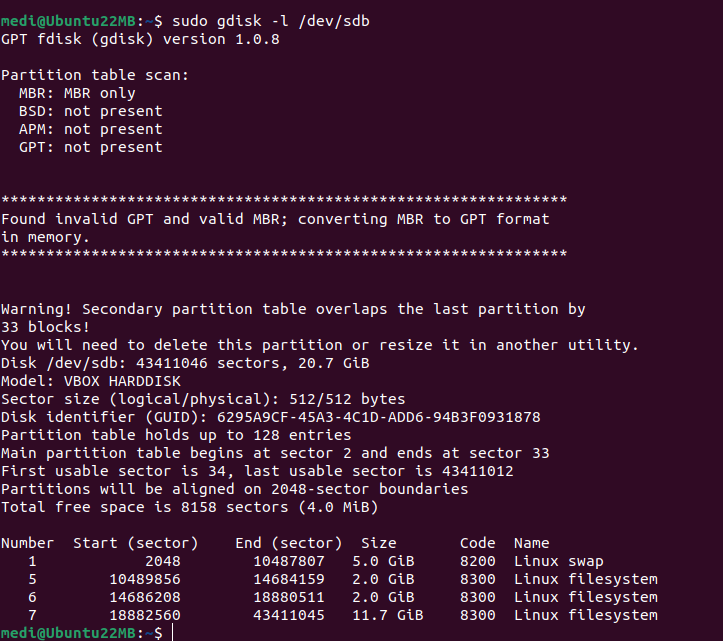 medi@Ubuntu22MB:~$ sudo gdisk -l /dev/sdb
GPT fdisk (gdisk) version 1.0.8
Partition table scan:
  MBR: MBR only
  BSD: not present
  APM: not present
  GPT: not present
***************************************************************
Found invalid GPT and valid MBR; converting MBR to GPT format
in memory.
***************************************************************
Warning! Secondary partition table overlaps the last partition by
33 blocks!
You will need to delete this partition or resize it in another utility.
Disk /dev/sdb: 43411046 sectors, 20.7 GiB
Model: VBOX HARDDISK
Sector size (logical/physical): 512/512 bytes
Disk identifier (GUID): 6295A9CF-45A3-4C1D-ADD6-94B3F0931878
Partition table holds up to 128 entries
Main partition table begins at sector 2 and ends at sector 33
First usable sector is 34, last usable sector is 43411012
Partitions will be aligned on 2048-sector boundaries
Total free space is 8158 sectors (4.0 MiB)
Number  Start (sector)    End (sector)  Size       Code  Name
   1            2048        10487807   5.0 GiB     8200  Linux swap
   5        10489856        14684159   2.0 GiB     8300  Linux filesystem
   6        14686208        18880511   2.0 GiB     8300  Linux filesystem
   7        18882560        43411045   11.7 GiB    8300  Linux filesystem
medi@Ubuntu22MB:~$